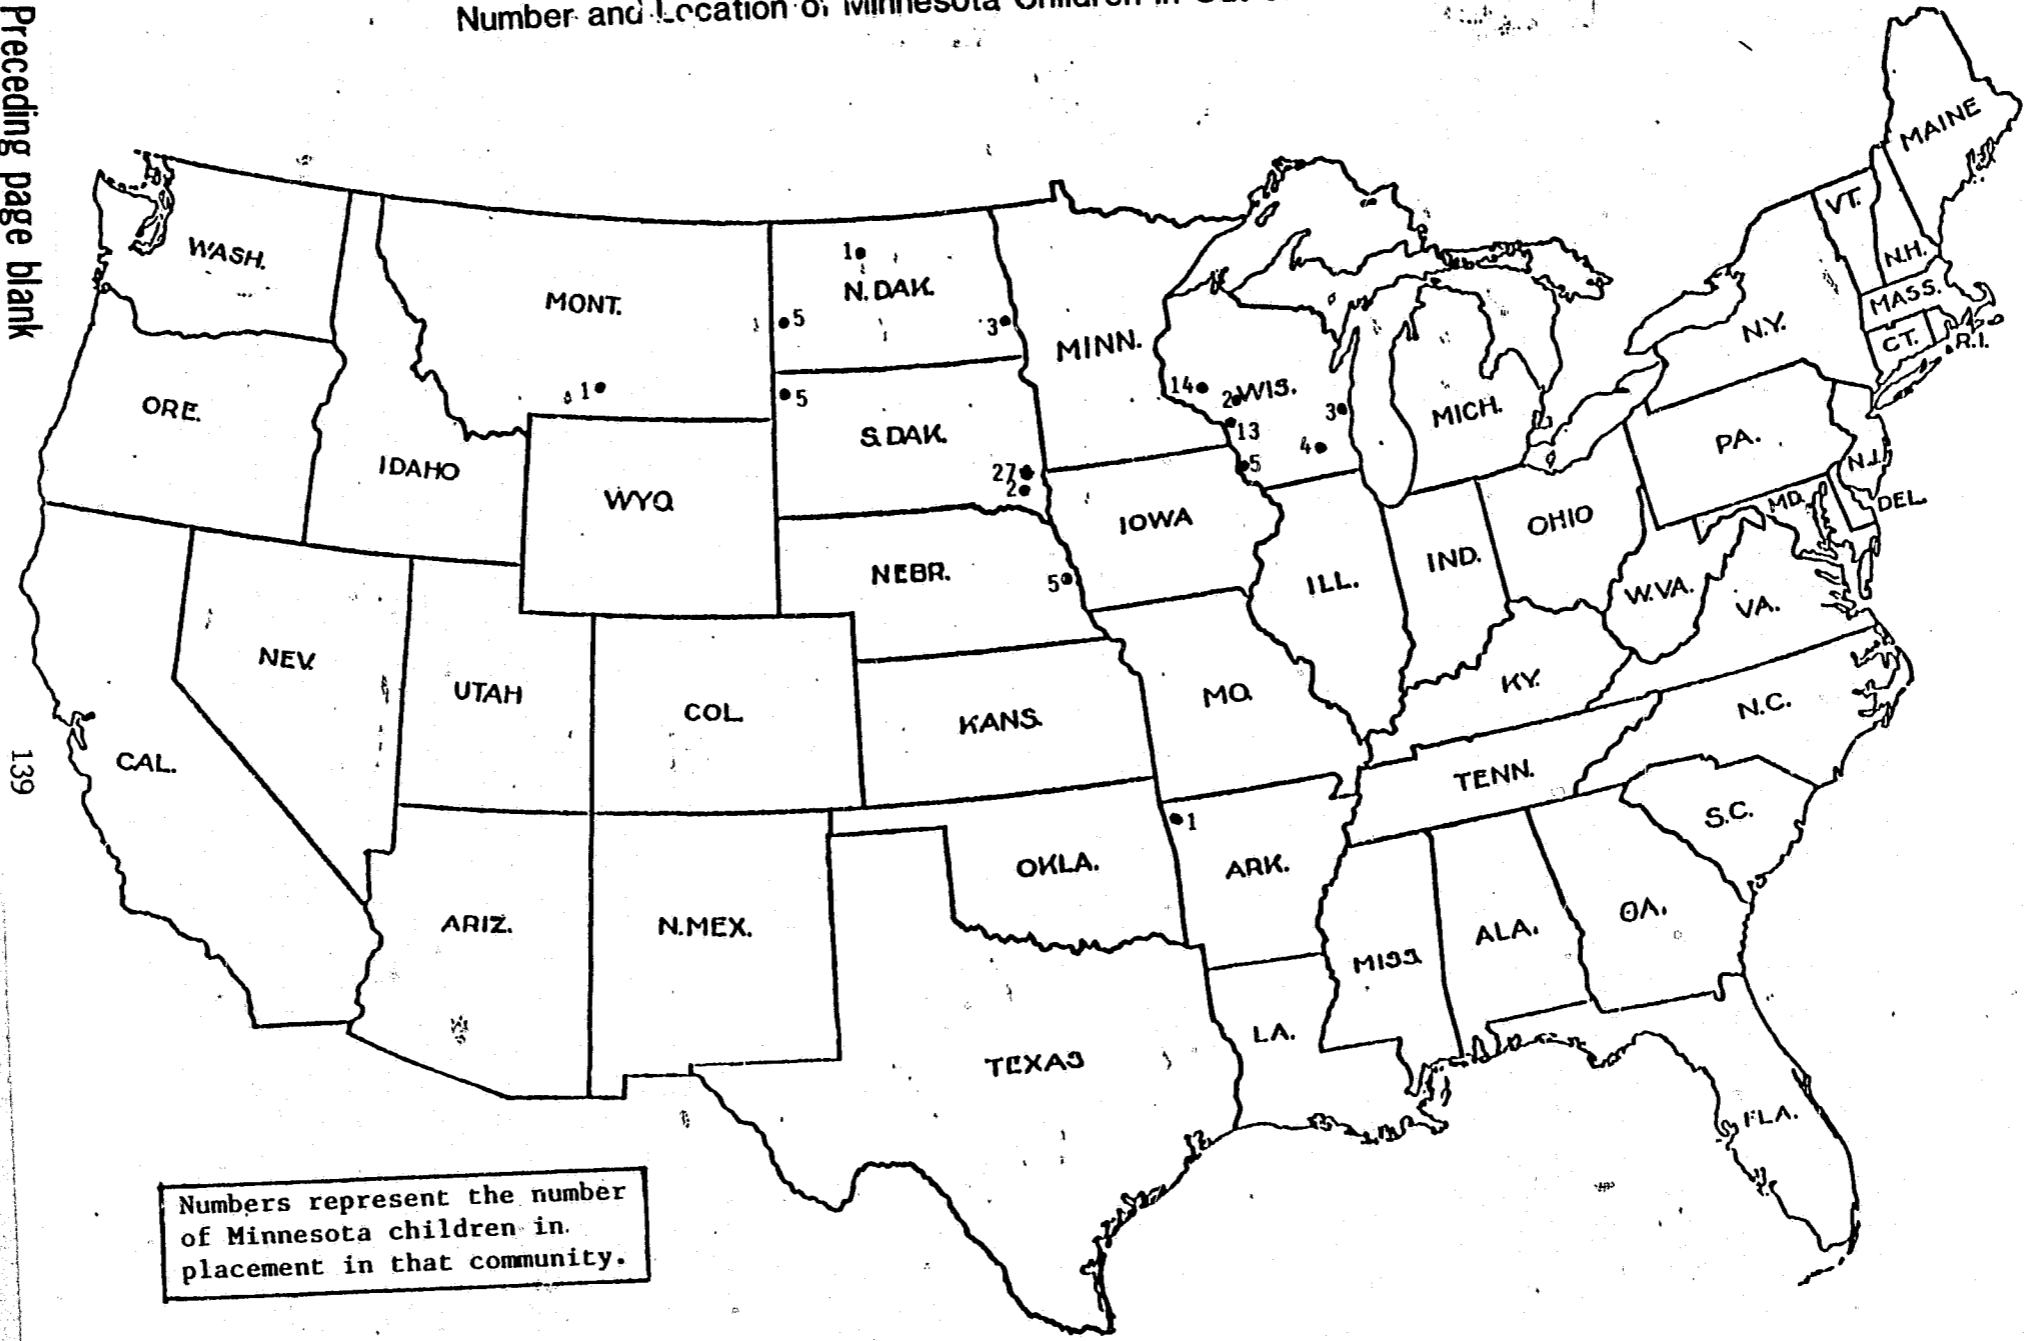 Number and Location of Minnesota Children in
Preceding page blank
139
MAINE
VT.
N.H.
WASH.
MONT.
1
N. DAK.
5
3
MINN.
MASS.
N.Y.
CT.
R.I.
ORE.
1
5
14
2
WIS.
3
MICH.
S. DAK.
13
4
5
27
2
IDAHO
WYO.
PA.
N.J.
MD.
DEL.
IOWA
OHIO
NEBR.
5
ILL.
IND.
W.VA.
VA.
NEV.
UTAH
COL.
KANS.
MO.
KY.
N.C.
CAL.
TENN.
1
S.C.
OKLA.
ARK.
ARIZ.
N.MEX.
MISS.
ALA.
GA.
LA.
TEXAS
FLA.
Numbers represent the number
of Minnesota children in
placement in that community.